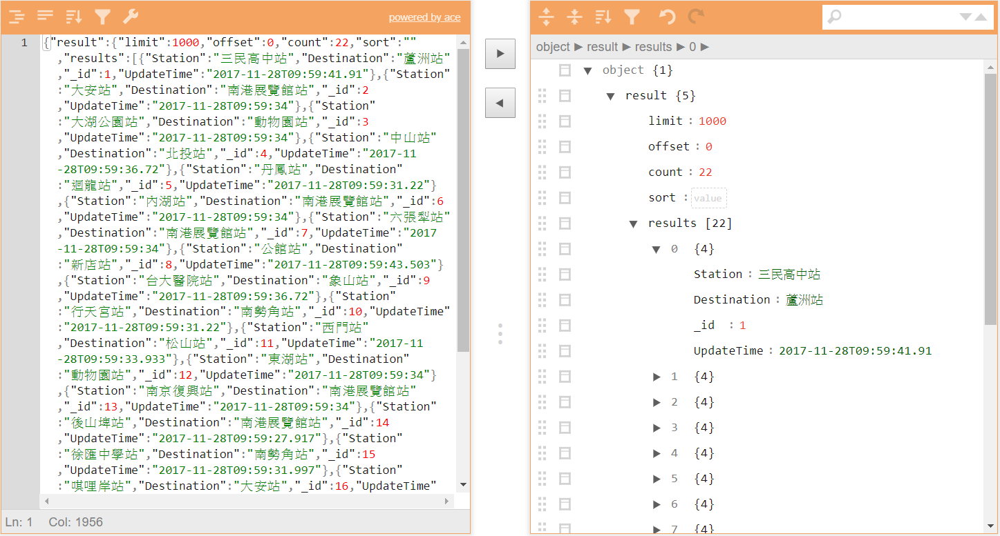 powered by ace
1
{"result":{"limit":1000,"offset":0,"count":22,"sort":""
,"results":[{"Station":"三民高中站","Destination":"蘆洲站"
,"_id":1,"UpdateTime":"2017-11-28T09:59:41.91"},{"Station"
:"大安站","Destination":"南港展覽館站","_id":2
,"UpdateTime":"2017-11-28T09:59:34"},{"Station"
:"大湖公園站","Destination":"動物園站","_id":3
,"UpdateTime":"2017-11-28T09:59:34"},{"Station":"中山站"
,"Destination":"北投站","_id":4,"UpdateTime":"2017-11
-28T09:59:36.72"},{"Station":"丹鳳站","Destination"
:"迴龍站","_id":5,"UpdateTime":"2017-11-28T09:59:31.22"}
,{"Station":"內湖站","Destination":"南港展覽館站","_id":6
,"UpdateTime":"2017-11-28T09:59:34"},{"Station":"六張犁站"
,"Destination":"南港展覽館站","_id":7,"UpdateTime":"2017
-11-28T09:59:34"},{"Station":"公館站","Destination"
:"新店站","_id":8,"UpdateTime":"2017-11-28T09:59:43.503"}
,{"Station":"台大醫院站","Destination":"象山站","_id":9
,"UpdateTime":"2017-11-28T09:59:36.72"},{"Station"
:"行天宮站","Destination":"南勢角站","_id":10,"UpdateTime"
:"2017-11-28T09:59:31.22"},{"Station":"西門站"
,"Destination":"松山站","_id":11,"UpdateTime":"2017-11
-28T09:59:33.933"},{"Station":"東湖站","Destination"
:"動物園站","_id":12,"UpdateTime":"2017-11-28T09:59:34"}
,{"Station":"南京復興站","Destination":"南港展覽館站"
,"_id":13,"UpdateTime":"2017-11-28T09:59:34"},{"Station"
:"後山埤站","Destination":"南港展覽館站","_id":14
,"UpdateTime":"2017-11-28T09:59:27.917"},{"Station"
:"徐匯中學站","Destination":"南勢角站","_id":15
,"UpdateTime":"2017-11-28T09:59:31.997"},{"Station"
:"唭哩岸站","Destination":"大安站","_id":16,"UpdateTime"
Ln: 1 Col: 1956
object ► result ► results ► 0 ►
object {1}
result {5}
limit : 1000
offset : 0
count : 22
sort : value
results [22]
0 {4}
Station : 三民高中站
Destination : 蘆洲站
_id : 1
UpdateTime : 2017-11-28T09:59:41.91
1 {4}
2 {4}
3 {4}
4 {4}
5 {4}
6 {4}
7 {4}